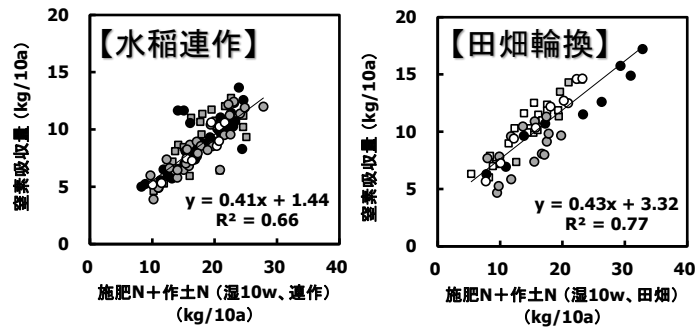 【水稲連作】
窒素吸収量（kg/10a）
20
15
10
5
0
y = 0.41x + 1.44
R² = 0.66
0 10 20 30 40
施肥N＋作土N（湿10w、連作）
（kg/10a）
【田畑輪換】
窒素吸収量（kg/10a）
20
15
10
5
0
y = 0.43x + 3.32
R² = 0.77
0 10 20 30 40
施肥N＋作土N（湿10w、田畑）
（kg/10a）